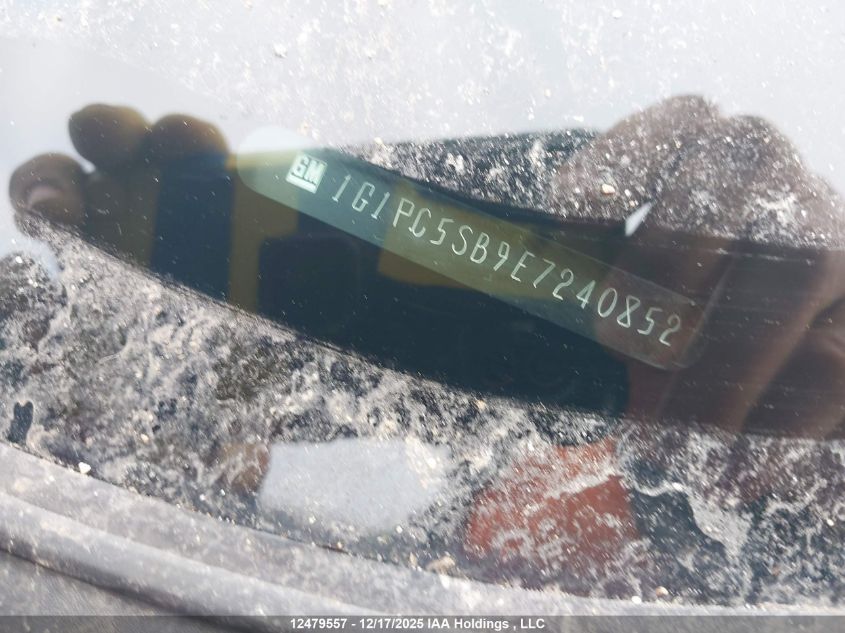 GM 1G1PC5SB9E7240852
12479557 - 12/17/2025 IAA Holdings , LLC